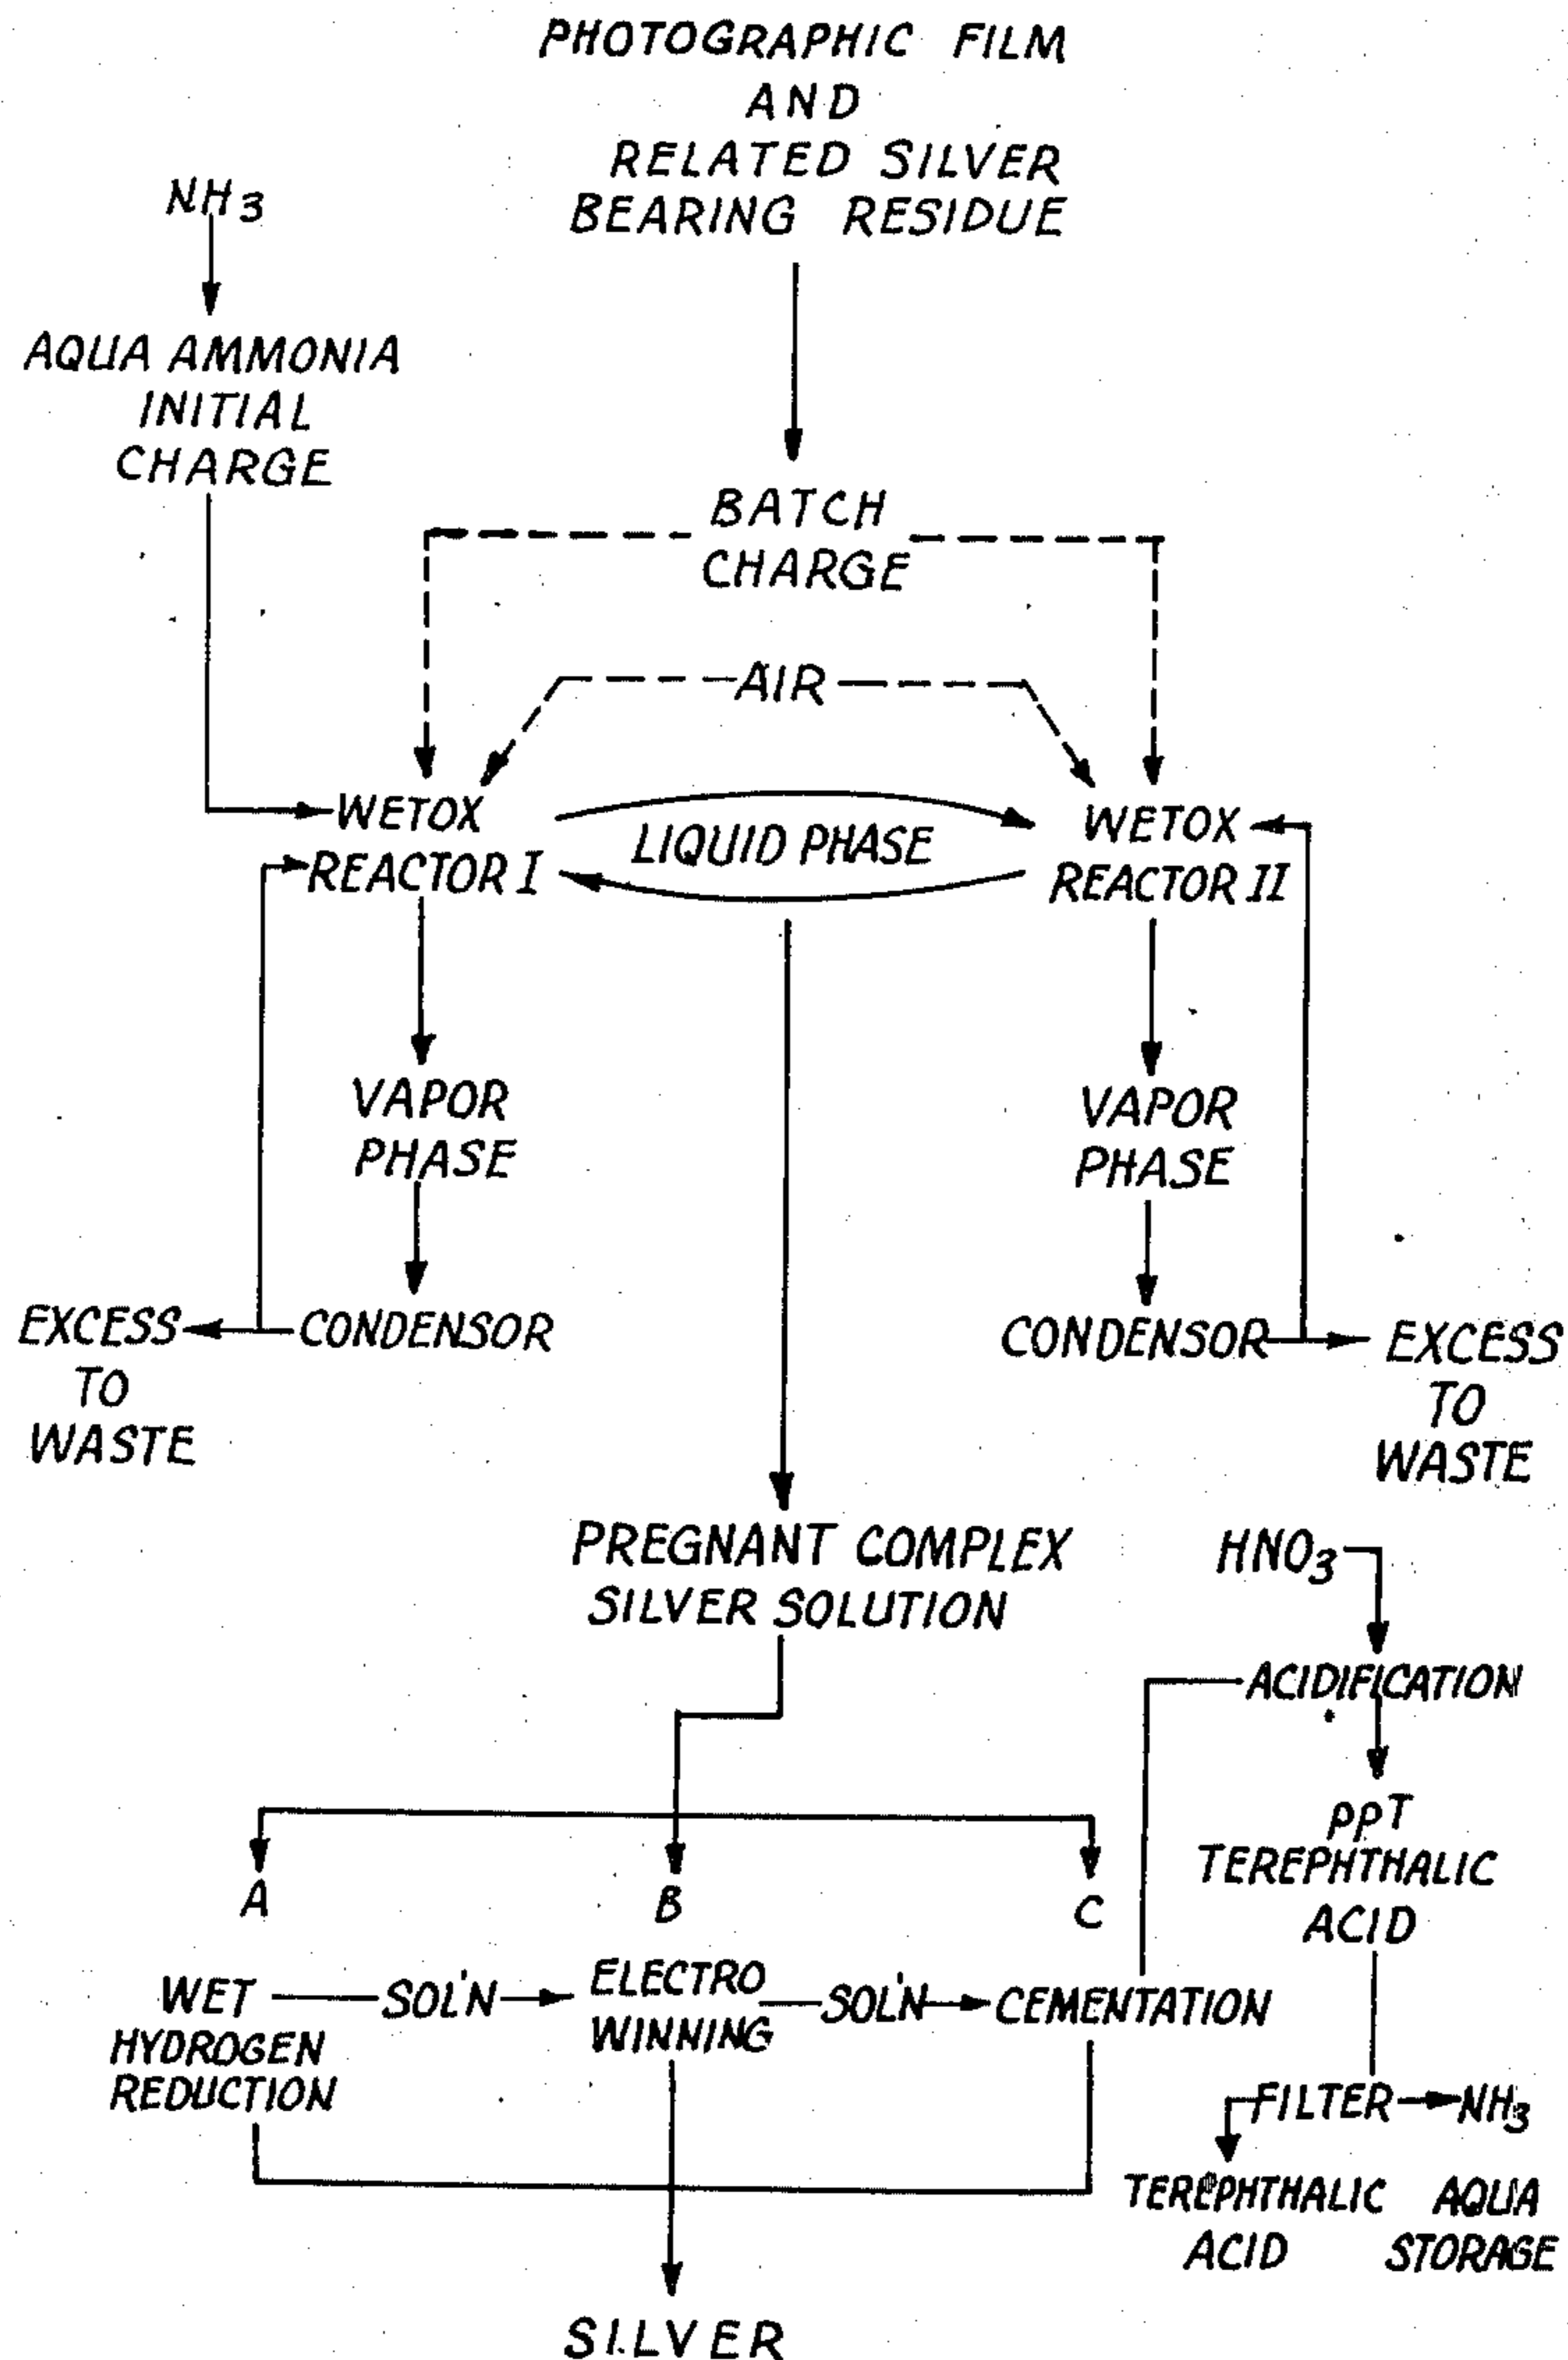 PHOTOGRAPHIC FILM
AND
RELATED SILVER
BEARING RESIDUE
NH3
AQUA AMMONIA
INITIAL
CHARGE
BATCH
CHARGE
AIR
WETOX
REACTOR I
LIQUID PHASE
WETOX
REACTOR II
VAPOR
PHASE
VAPOR
PHASE
EXCESS
TO
WASTE
CONDENSOR
CONDENSOR
EXCESS
TO
WASTE
PREGNANT COMPLEX
SILVER SOLUTION
HNO3
ACIDIFICATION
PPT
TEREPHTHALIC
ACID
A
B
C
WET
HYDROGEN
REDUCTION
SOL'N
ELECTRO
WINNING
SOL'N
CEMENTATION
FILTER
NH3
TEREPHTHALIC
ACID
AQUA
STORAGE
SILVER